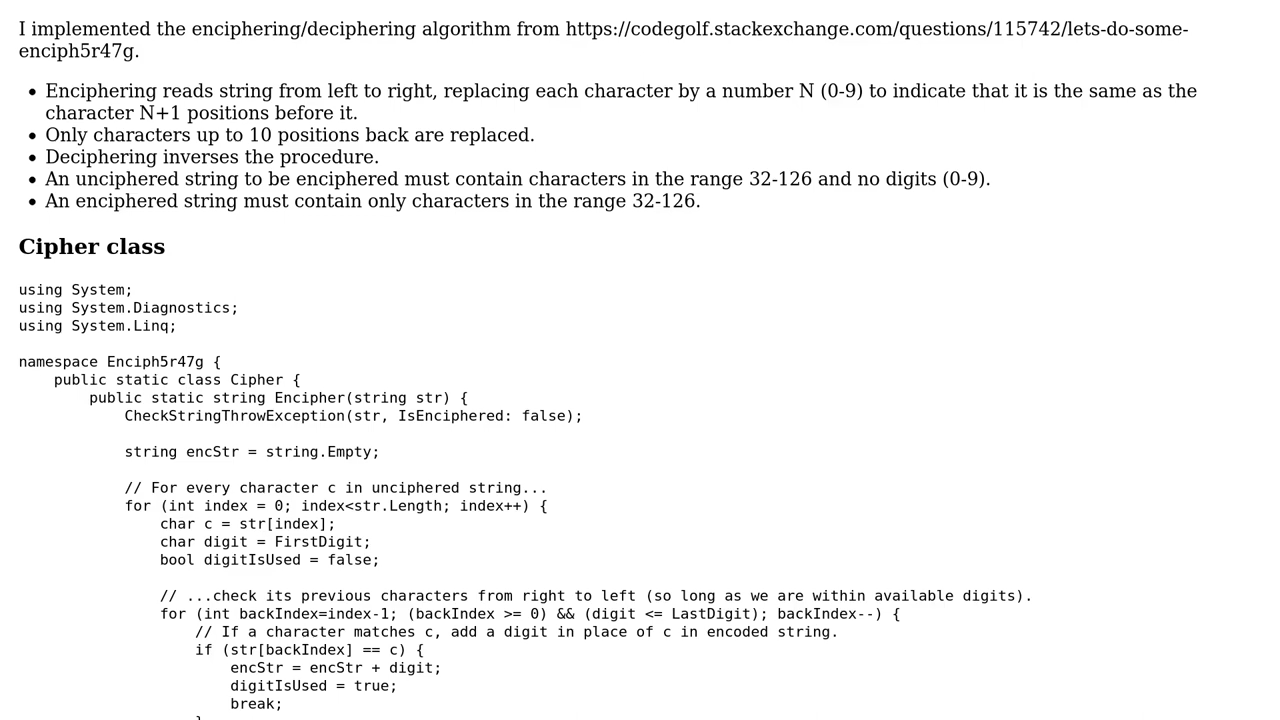 I implemented the enciphering/deciphering algorithm from https://codegolf.stackexchange.com/questions/115742/lets-do-some-
enciph5r47g.
• Enciphering reads string from left to right, replacing each character by a number N (0-9) to indicate that it is the same as the
character N+1 positions before it.
• Only characters up to 10 positions back are replaced.
• Deciphering inverses the procedure.
• An unciphered string to be enciphered must contain characters in the range 32-126 and no digits (0-9).
• An enciphered string must contain only characters in the range 32-126.
Cipher class
using System;
using System.Diagnostics;
using System.Linq;
namespace Enciph5r47g {
    public static class Cipher {
        public static string Encipher(string str) {
            CheckStringThrowException(str, IsEnciphered: false);
            string encStr = string.Empty;
            // For every character c in unciphered string...
            for (int index = 0; index<str.Length; index++) {
                char c = str[index];
                char digit = FirstDigit;
                bool digitIsUsed = false;
                // ...check its previous characters from right to left (so long as we are within available digits).
                for (int backIndex=index-1; (backIndex >= 0) && (digit <= LastDigit); backIndex--) {
                    // If a character matches c, add a digit in place of c in encoded string.
                    if (str[backIndex] == c) {
                        encStr = encStr + digit;
                        digitIsUsed = true;
                        break;
                    }